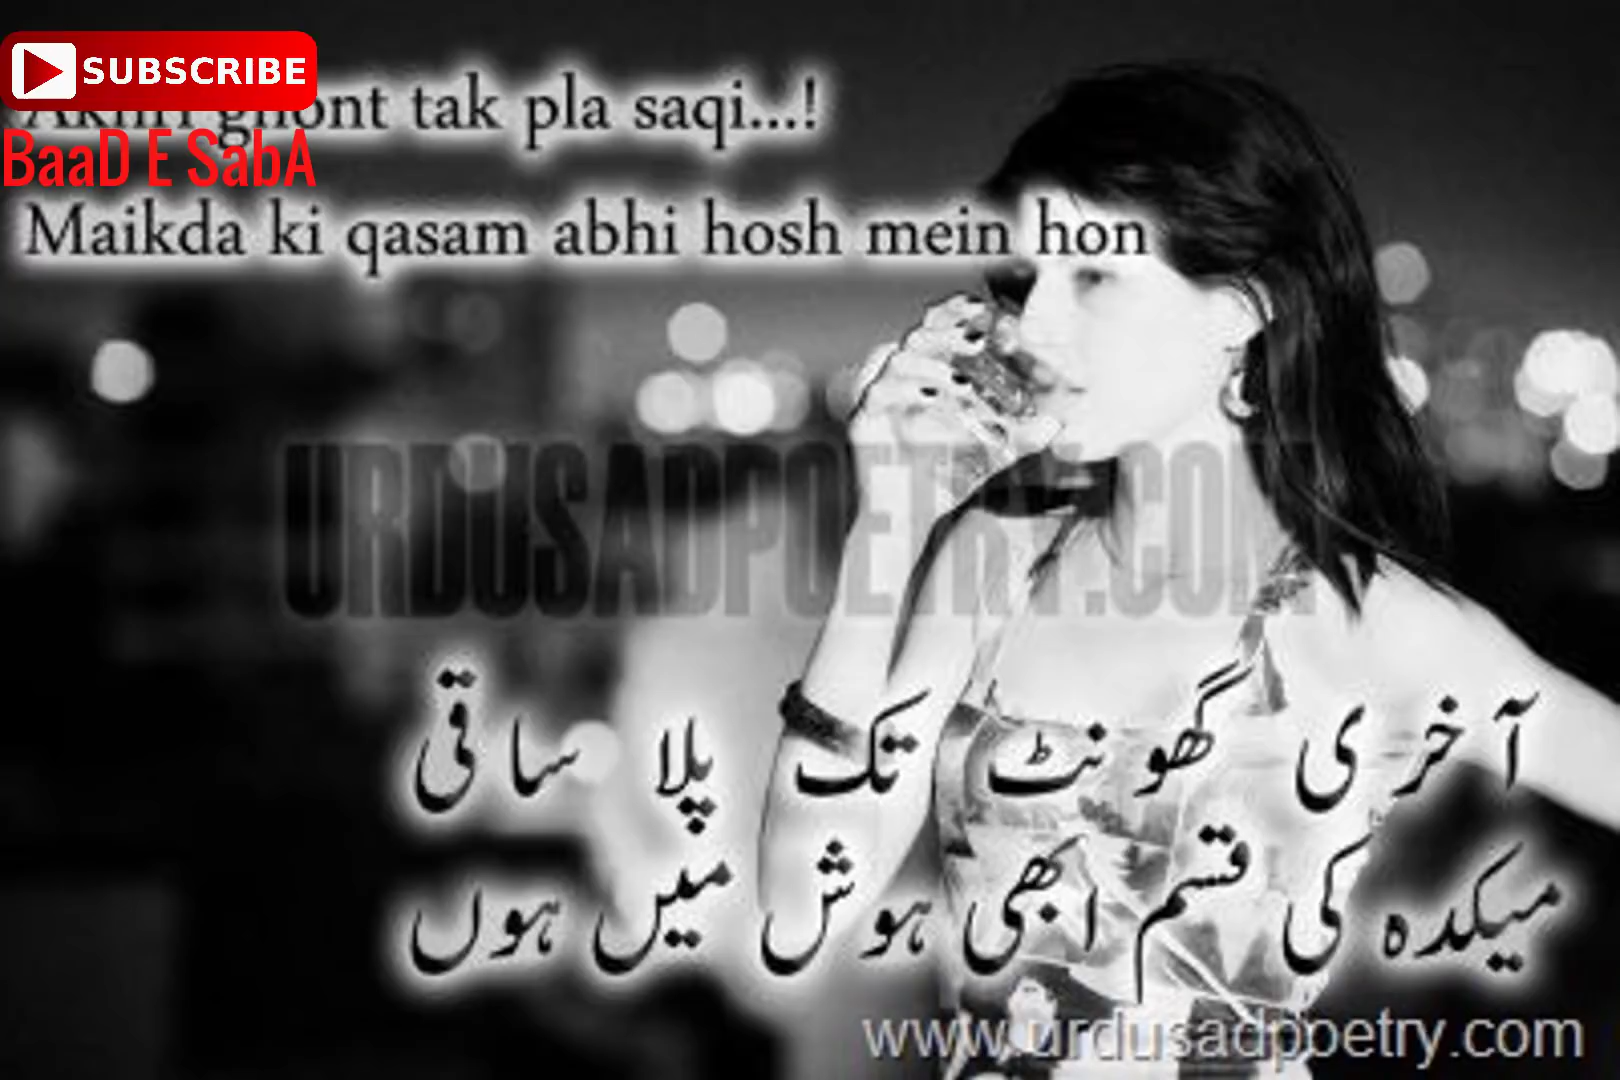 SUBSCRIBE
Akhri ghont tak pla saqi...!
BaaD E SabA
Maikda ki qasam abhi hosh mein hon
URDUSADPOETRY.COM
آخری گھونٹ تک پلا ساقی
میکدہ کی قسم ابھی ہوش میں ہوں
www.urdusadpoetry.com